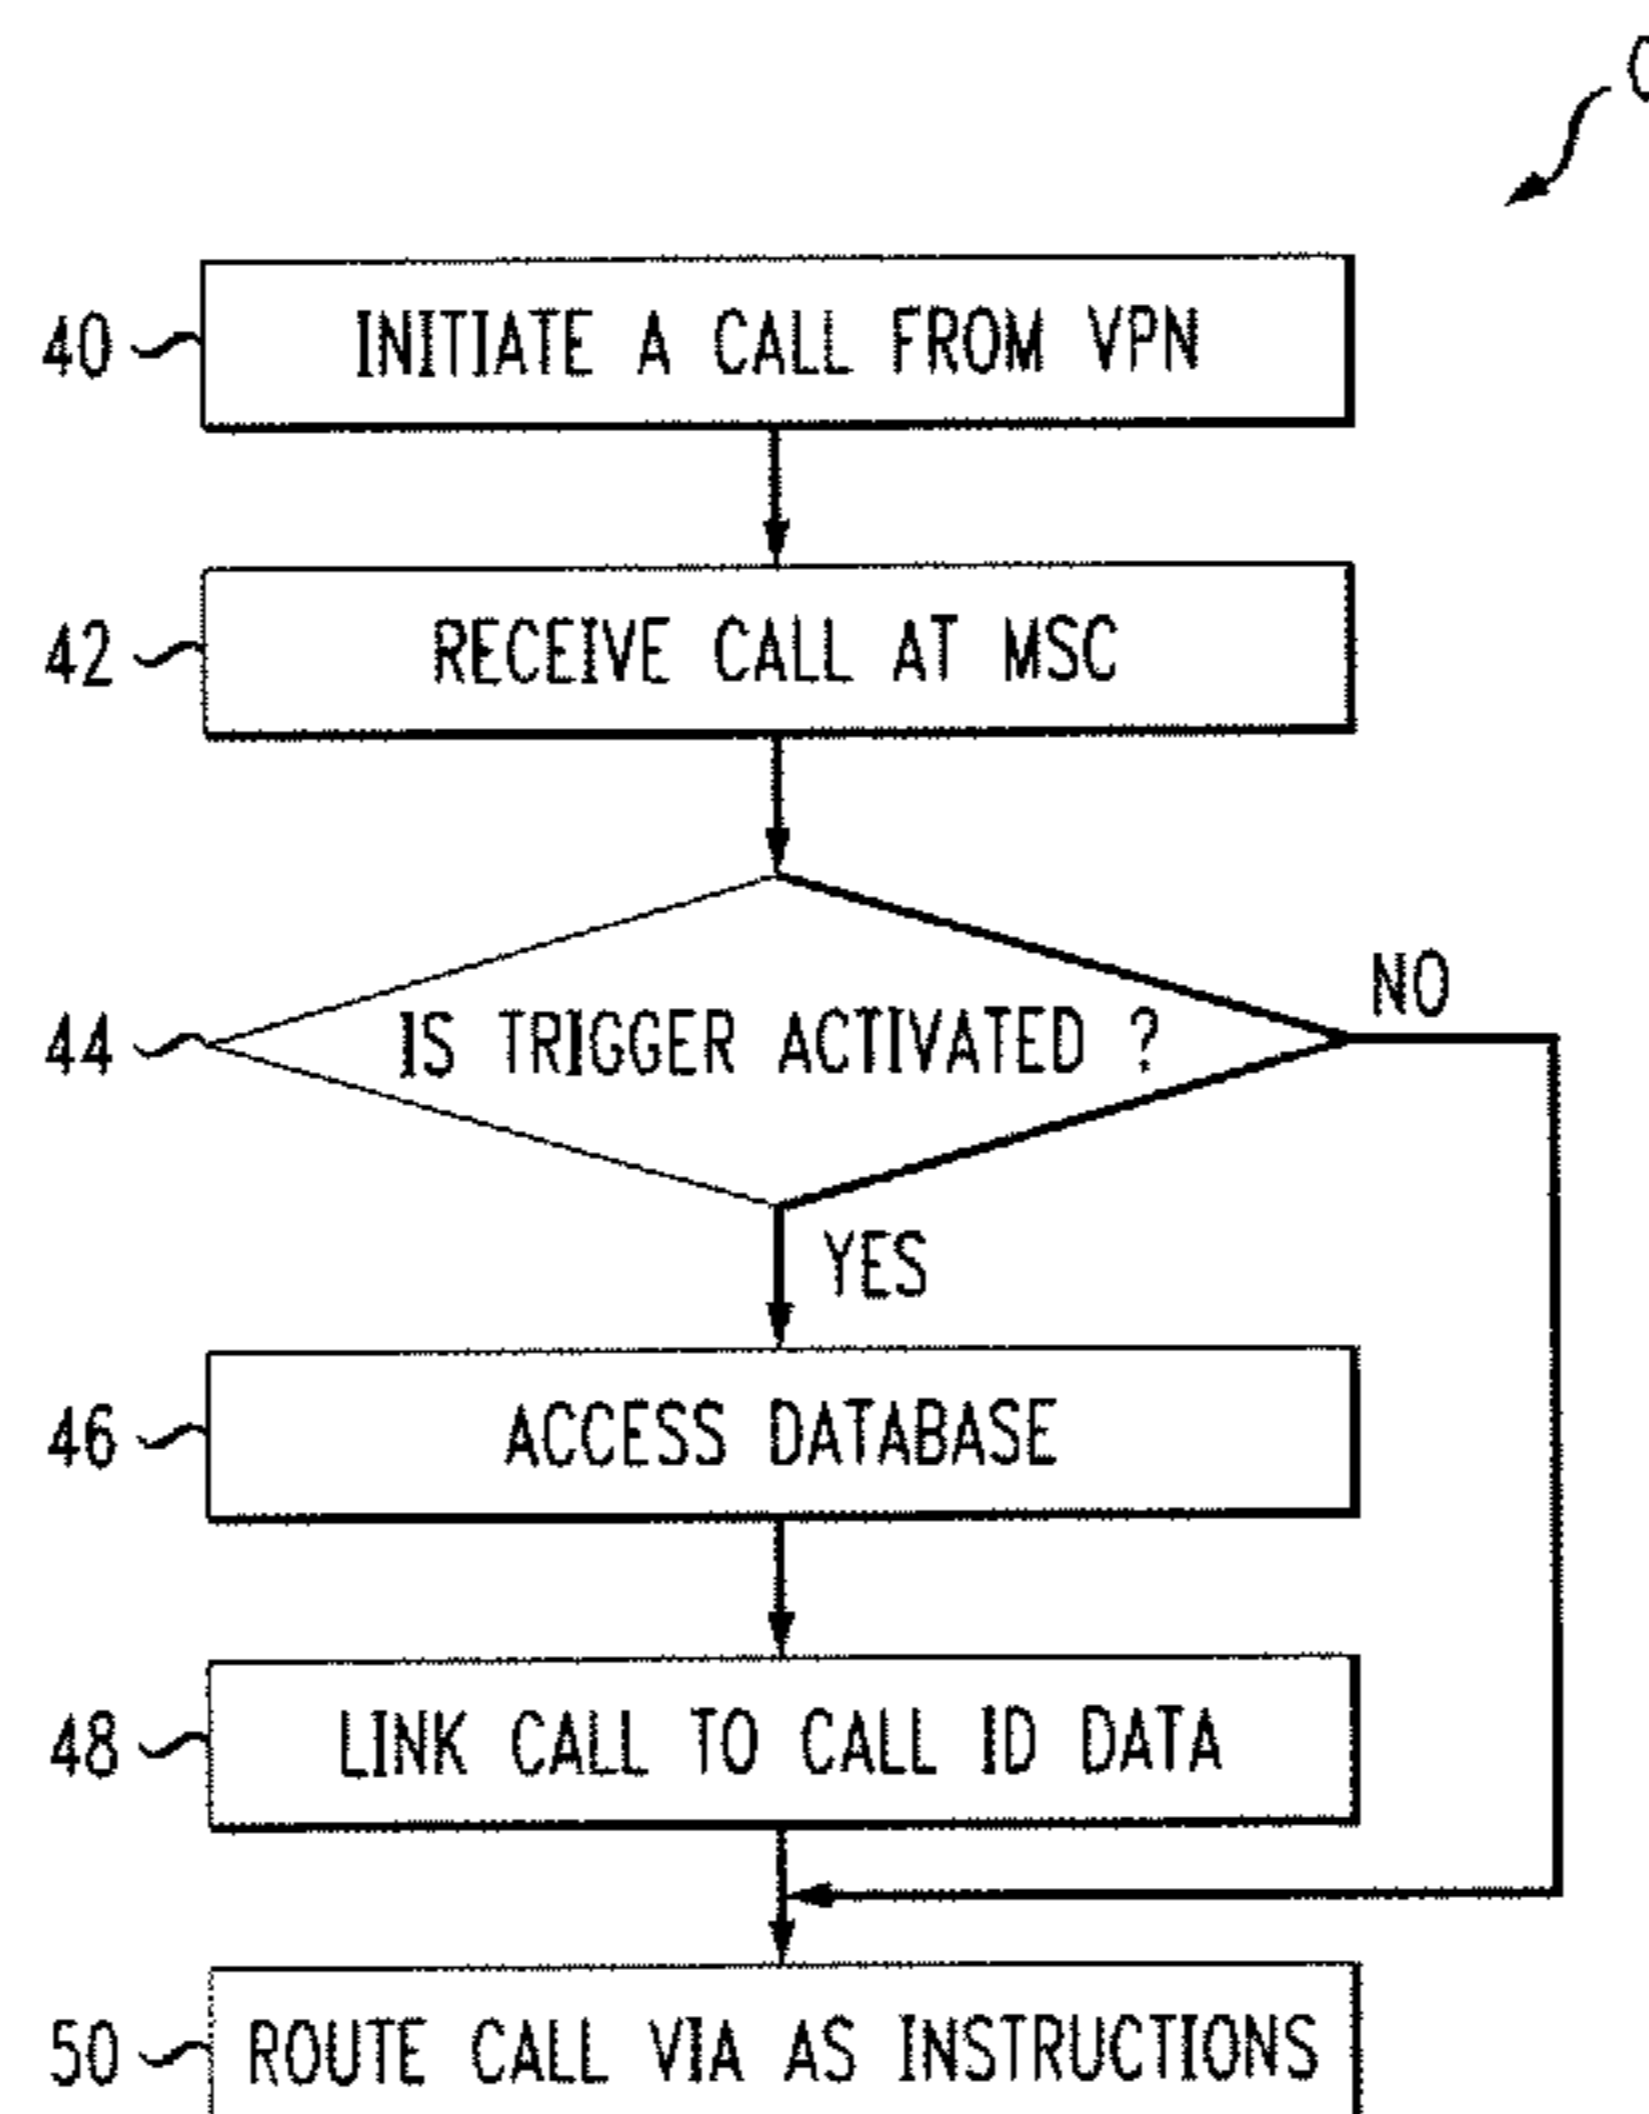 40 INITIATE A CALL FROM VPN
42 RECEIVE CALL AT MSC
44 IS TRIGGER ACTIVATED ?
NO
YES
46 ACCESS DATABASE
48 LINK CALL TO CALL ID DATA
50 ROUTE CALL VIA AS INSTRUCTIONS